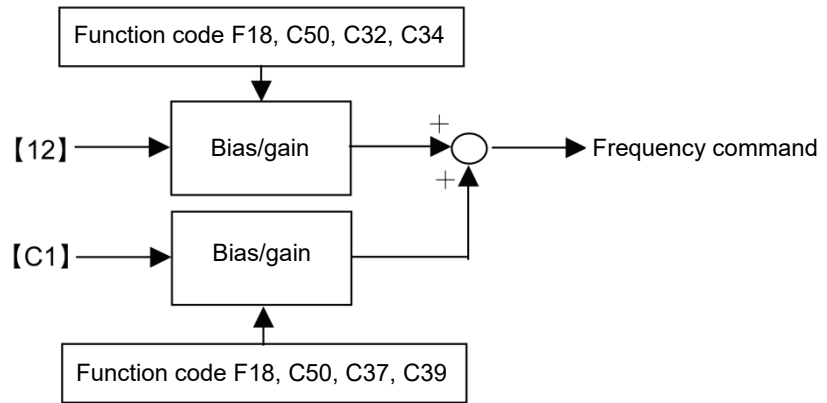 Function code F18, C50, C32, C34
【12】
Bias/gain
+
Frequency command
+
【C1】
Bias/gain
Function code F18, C50, C37, C39